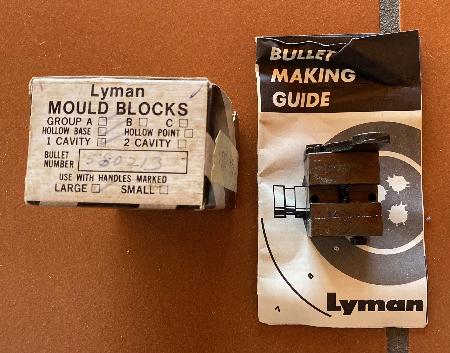 Lyman
MOULD BLOCKS
GROUP A B C
HOLLOW BASE HOLLOW POINT
1 CAVITY 2 CAVITY
BULLET
NUMBER
USE WITH HANDLES MARKED
LARGE SMALL
BULLET
MAKING
GUIDE
Lyman